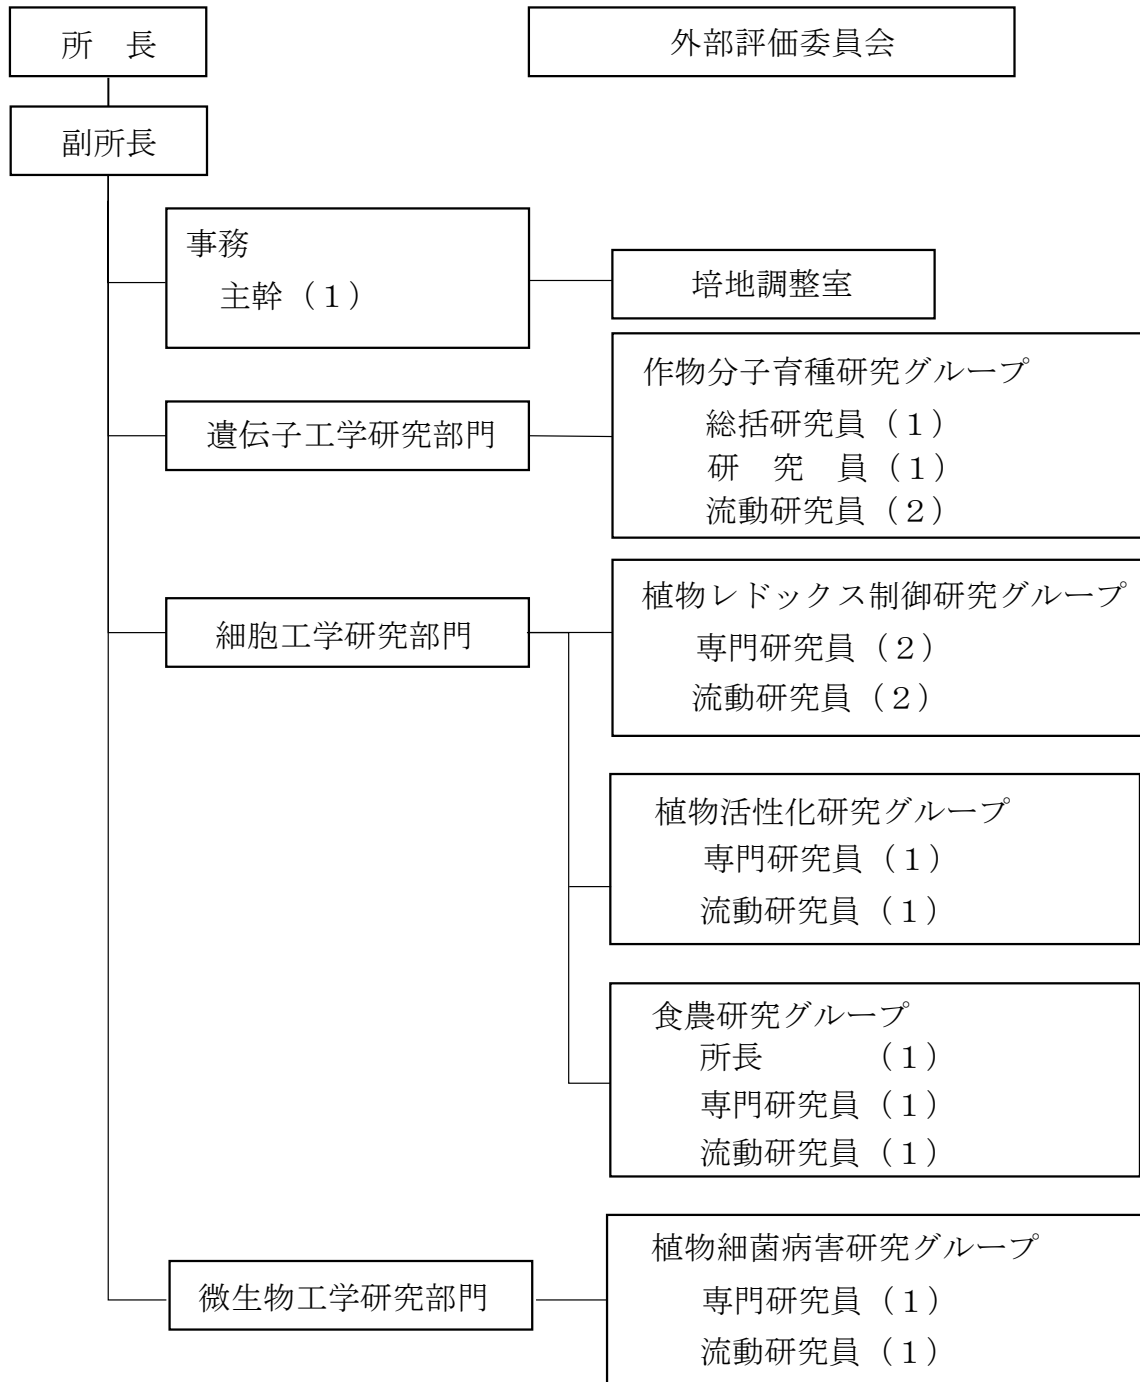 所　長
外部評価委員会
副所長
事務
主幹（１）
培地調整室
遺伝子工学研究部門
作物分子育種研究グループ
総括研究員（１）
研　究　員（１）
流動研究員（２）
細胞工学研究部門
植物レドックス制御研究グループ
専門研究員（２）
流動研究員（２）
植物活性化研究グループ
専門研究員（１）
流動研究員（１）
食農研究グループ
所長　　　（１）
専門研究員（１）
流動研究員（１）
微生物工学研究部門
植物細菌病害研究グループ
専門研究員（１）
流動研究員（１）